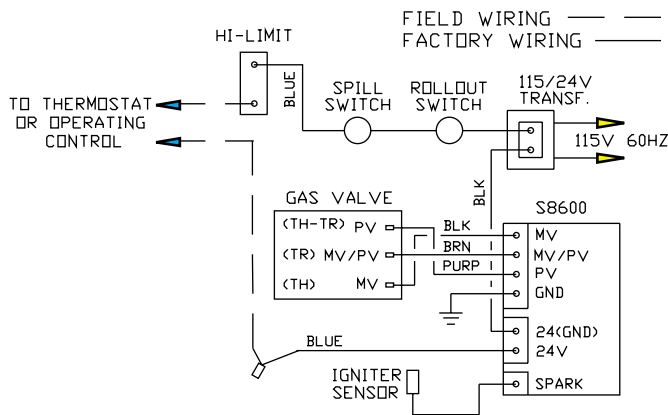 FIELD WIRING
FACTORY WIRING
HI-LIMIT
BLUE
SPILL
SWITCH
ROLLOUT
SWITCH
115/24V
TRANSF.
TO THERMOSTAT
OR OPERATING
CONTROL
115V 60HZ
BLK
GAS VALVE
S8600
(TH-TR) PV
(TR) MV/PV
(TH) MV
BLK
BRN
PURP
MV
MV/PV
PV
GND
24(GND)
24V
BLUE
IGNITER
SENSOR
SPARK